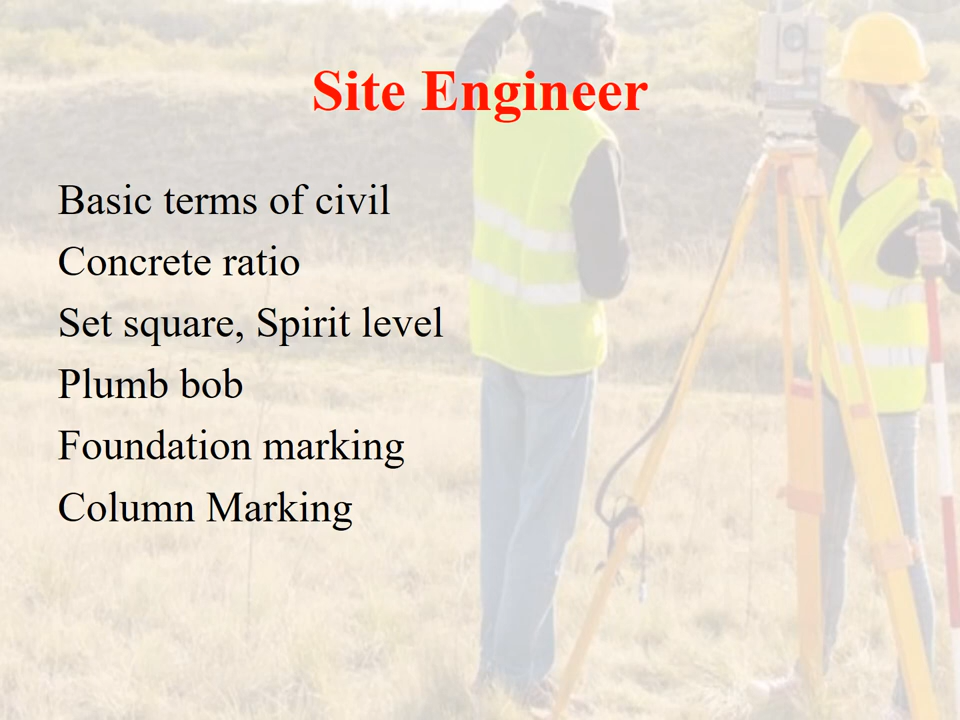 Site Engineer
Basic terms of civil
Concrete ratio
Set square, Spirit level
Plumb bob
Foundation marking
Column Marking